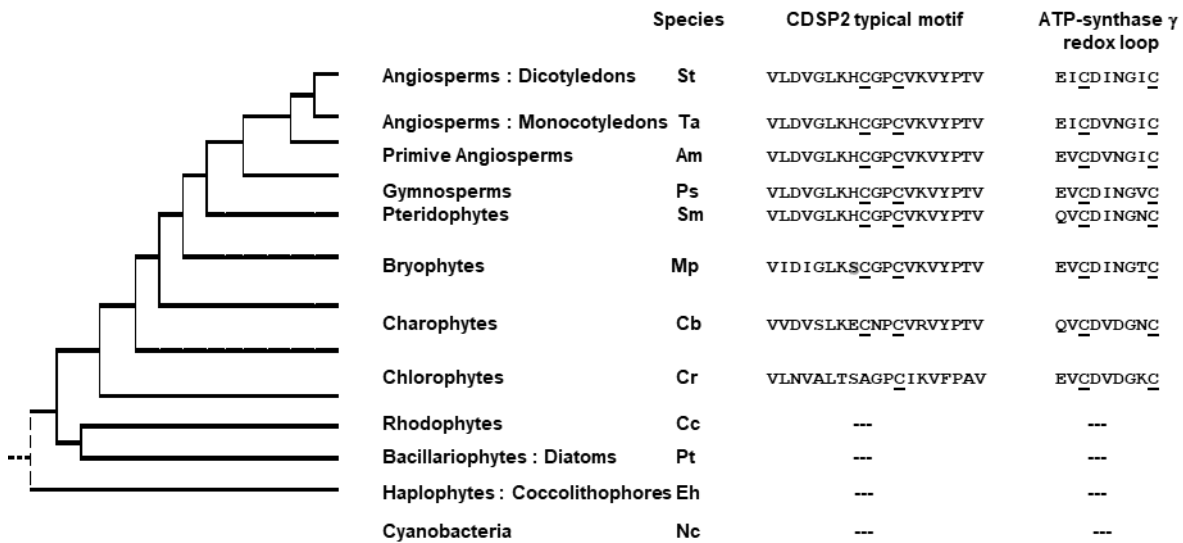 Species CDSP2 typical motif ATP-synthase γ
redox loop
Angiosperms : Dicotyledons St VLDVGLKHCGPCVKVYPTV EICDINGIC
Angiosperms : Monocotyledons Ta VLDVGLKHCGPCVKVYPTV EICDVNGIC
Primive Angiosperms Am VLDVGLKHCGPCVKVYPTV EVCDVNGIC
Gymnosperms Ps VLDVGLKHCGPCVKVYPTV EVCDINGVC
Pteridophytes Sm VLDVGLKHCGPCVKVYPTV QVCDINGNC
Bryophytes Mp VIDIGLKSCGPCVKVYPTV EVCDINGTC
Charophytes Cb VVDVSLKECNPCVRVYPTV QVCDVDGNC
Chlorophytes Cr VLNVALTSAGPCIKVFPAV EVCDVDGKC
Rhodophytes Cc --- ---
Bacillariophytes : Diatoms Pt --- ---
Haplophytes : Coccolithophores Eh --- ---
Cyanobacteria Nc --- ---